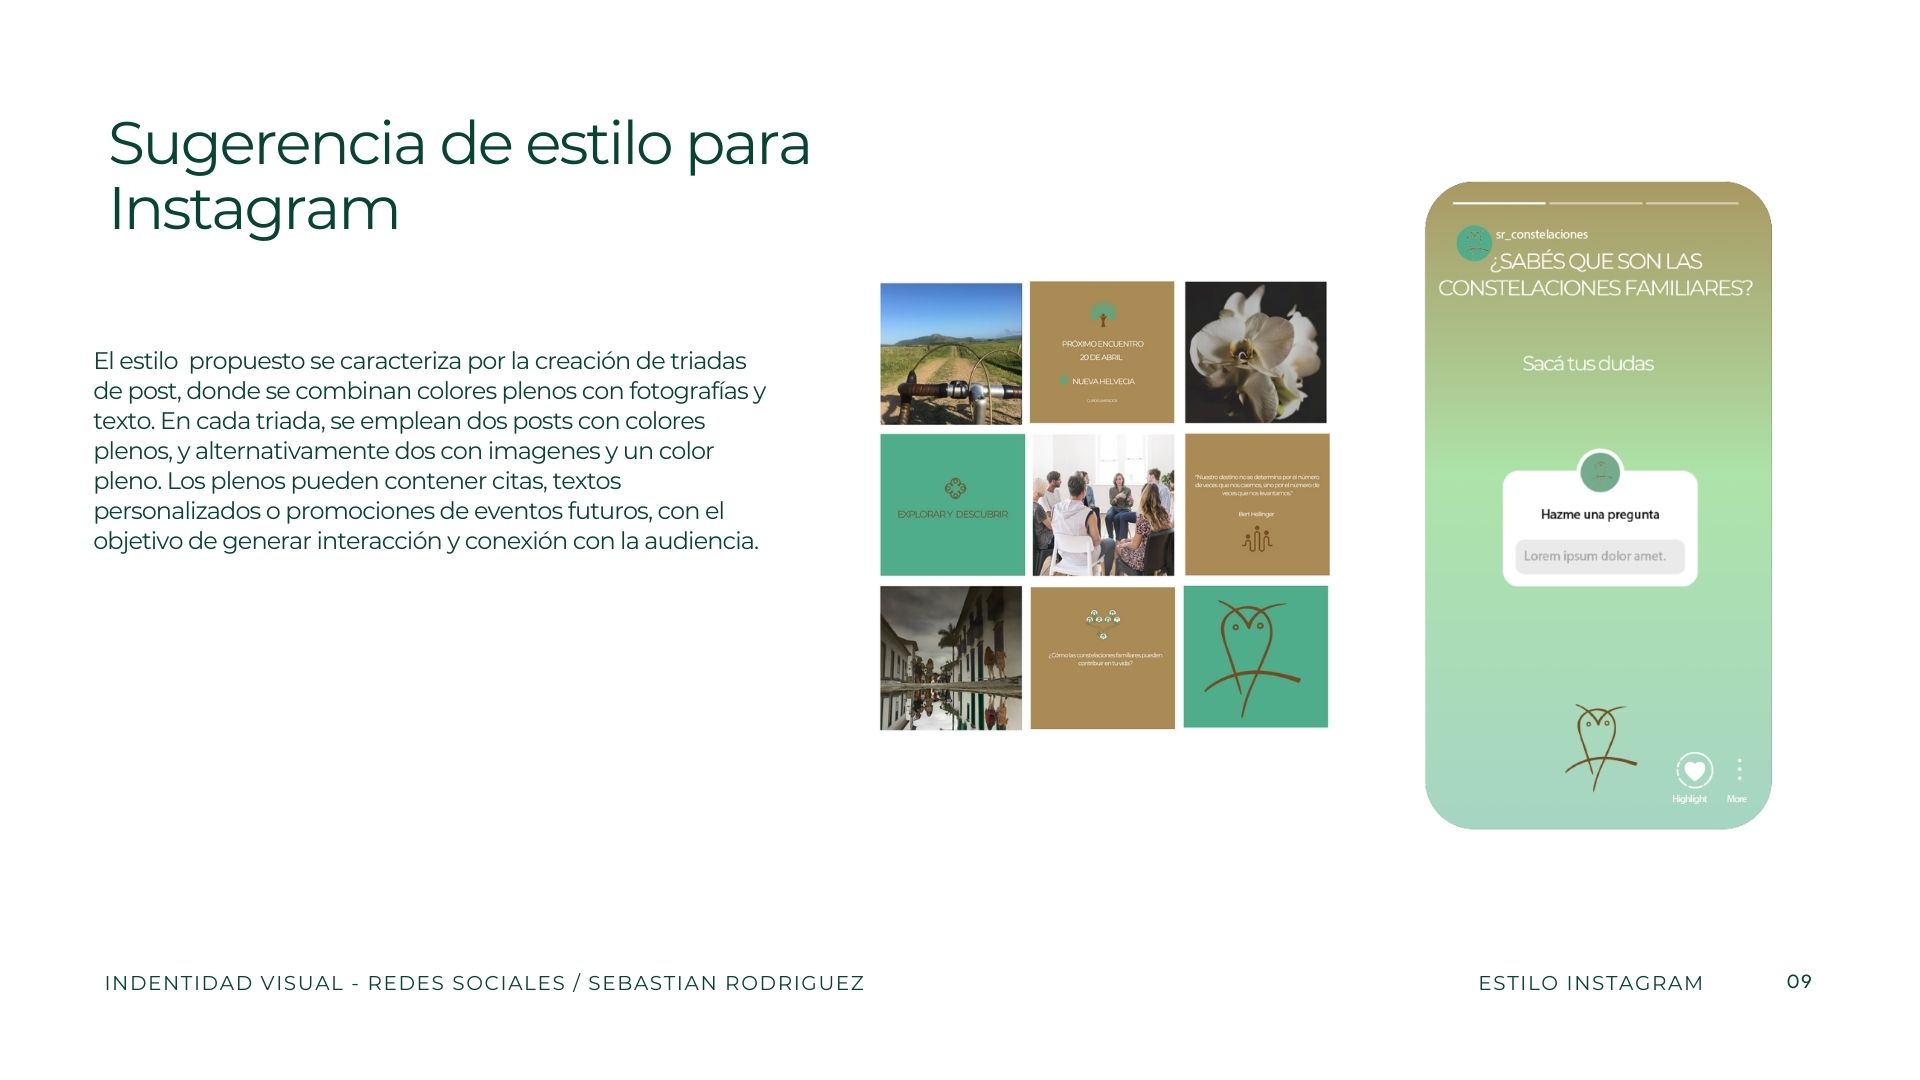 Sugerencia de estilo para
Instagram
El estilo  propuesto se caracteriza por la creación de triadas
de post, donde se combinan colores plenos con fotografías y
texto. En cada triada, se emplean dos posts con colores
plenos, y alternativamente dos con imagenes y un color
pleno. Los plenos pueden contener citas, textos
personalizados o promociones de eventos futuros, con el
objetivo de generar interacción y conexión con la audiencia.
PRÓXIMO ENCUENTRO
20 DE ABRIL
NUEVA HELVECIA
EXPLORAR Y DESCUBRIR
"Nuestro destino no se determina por el número
de veces que nos caemos, sino por el número de
veces que nos levantamos."
Bert Hellinger
¿Cómo las constelaciones familiares pueden
contribuir en tu vida?
sr_constelaciones
¿SABÉS QUE SON LAS
CONSTELACIONES FAMILIARES?
Sacá tus dudas
Hazme una pregunta
Lorem ipsum dolor amet.
Highlight
More
INDENTIDAD VISUAL - REDES SOCIALES / SEBASTIAN RODRIGUEZ
ESTILO INSTAGRAM
09